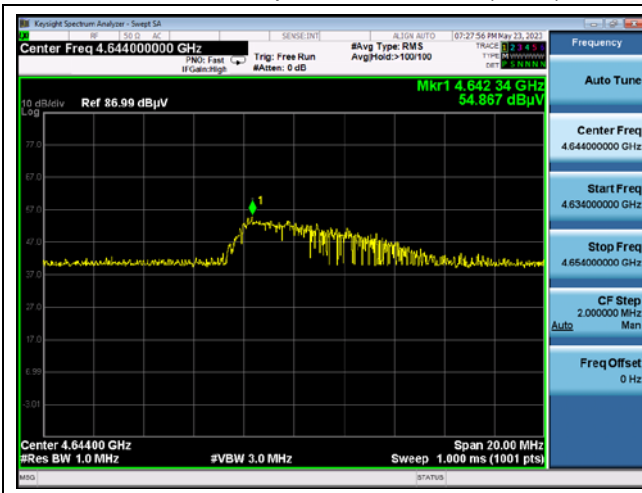 Keysight Spectrum Analyzer - Swept SA
RF 50 Ω AC SENSE:INT ALIGN AUTO 07:27:56 PM May 23, 2023
Center Freq 4.644000000 GHz
PNO: Fast
IFGain:High
Trig: Free Run
#Atten: 0 dB
#Avg Type: RMS
Avg|Hold:>100/100
TRACE 1 2 3 4 5 6
TYPE M
DET P S N N N N
Frequency
Auto Tune
Center Freq
4.644000000 GHz
Start Freq
4.634000000 GHz
Stop Freq
4.654000000 GHz
CF Step
2.000000 MHz
Auto Man
Freq Offset
0 Hz
Mkr1 4.642 34 GHz
54.867 dBµV
10 dB/div Ref 86.99 dBµV
Log
77.0
67.0
57.0
47.0
37.0
27.0
17.0
6.99
-3.01
1
Center 4.64400 GHz Span 20.00 MHz
#Res BW 1.0 MHz #VBW 3.0 MHz Sweep 1.000 ms (1001 pts)
MSG STATUS